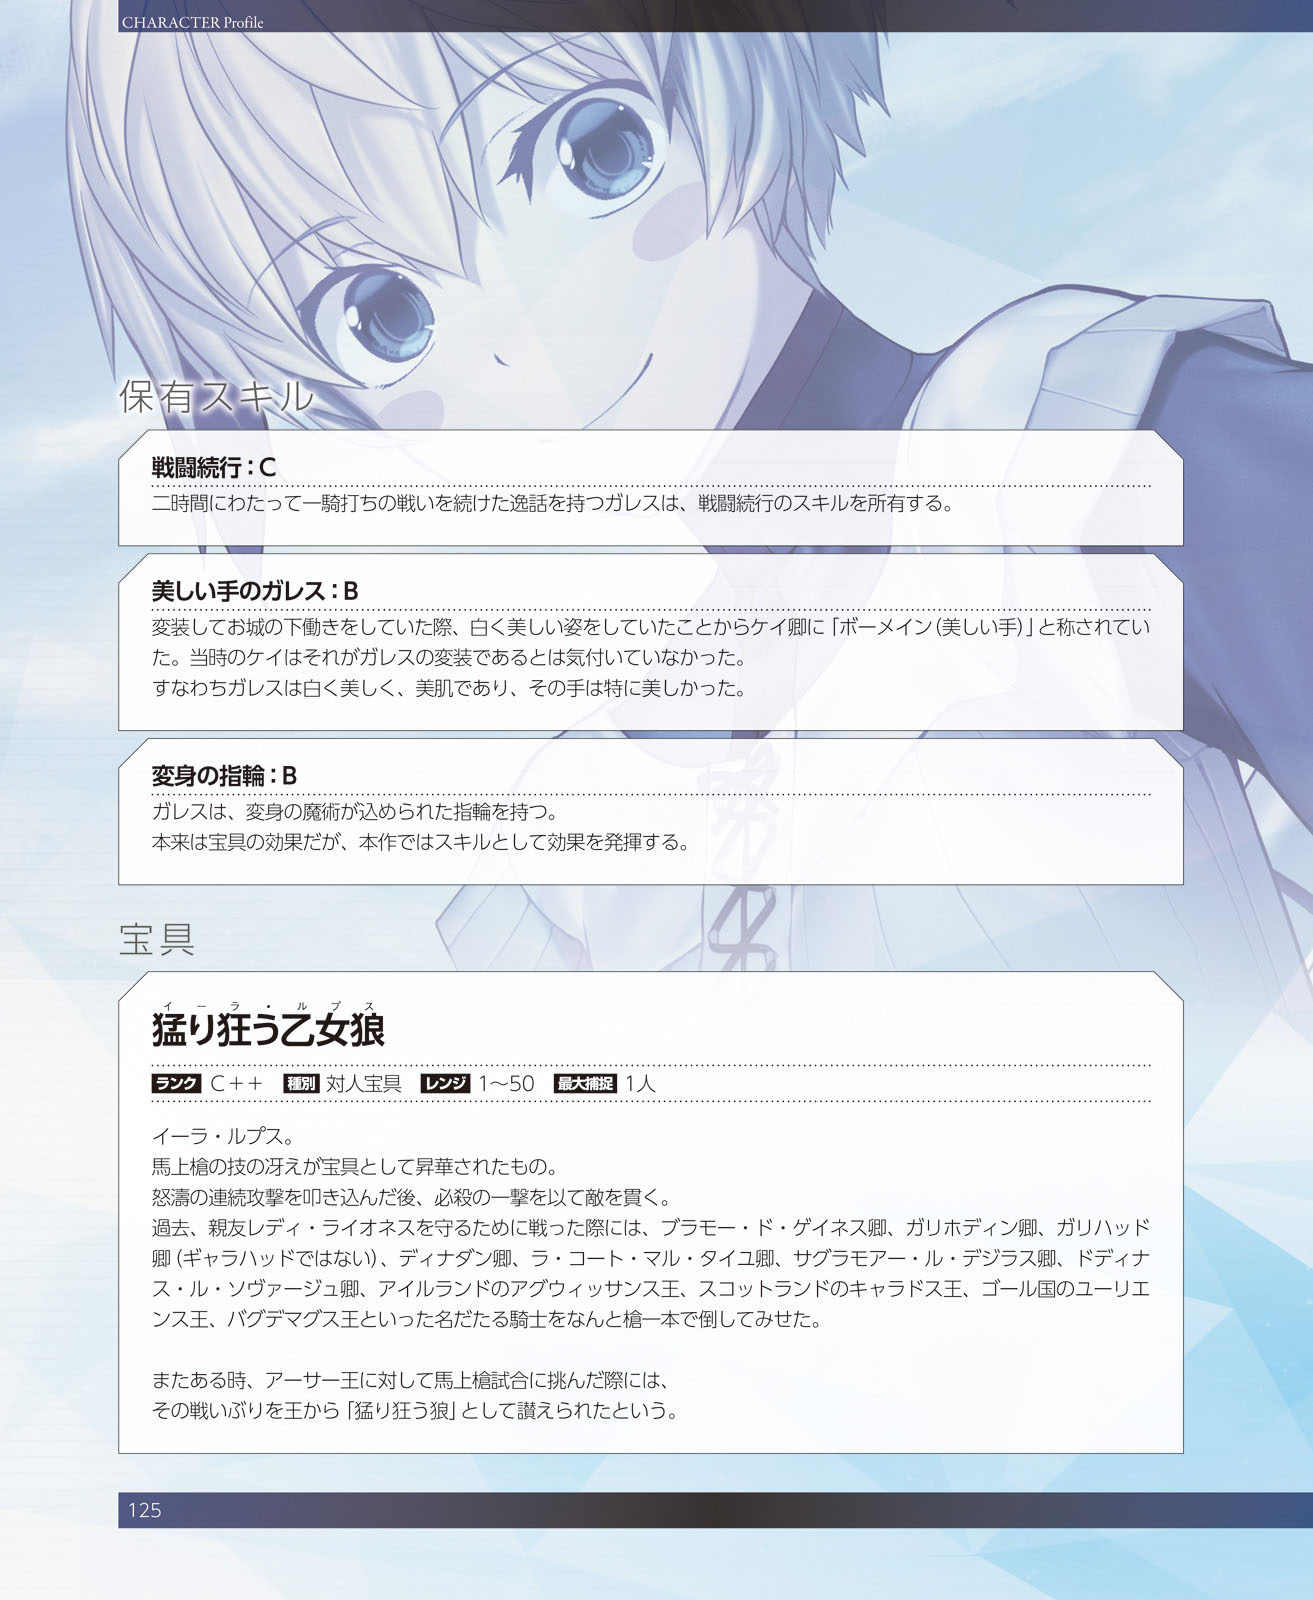 CHARACTER Profile
保有スキル
戦闘続行：C
二時間にわたって一騎打ちの戦いを続けた逸話を持つガレスは、戦闘続行のスキルを所有する。
美しい手のガレス：B
変装してお城の下働きをしていた際、白く美しい姿をしていたことからケイ卿に「ボーメイン（美しい手）」と称されてい
た。当時のケイはそれがガレスの変装であるとは気付いていなかった。
すなわちガレスは白く美しく、美肌であり、その手は特に美しかった。
変身の指輪：B
ガレスは、変身の魔術が込められた指輪を持つ。
本来は宝具の効果だが、本作ではスキルとして効果を発揮する。
宝具
イーラ・ルプス
猛り狂う乙女狼
ランク C＋＋ 種別 対人宝具 レンジ 1〜50 最大捕捉 1人
イーラ・ルプス。
馬上槍の技の冴えが宝具として昇華されたもの。
怒濤の連続攻撃を叩き込んだ後、必殺の一撃を以て敵を貫く。
過去、親友レディ・ライオネスを守るために戦った際には、ブラモー・ド・ゲイネス卿、ガリホディン卿、ガリハッド
卿（ギャラハッドではない）、ディナダン卿、ラ・コート・マル・タイユ卿、サグラモアー・ル・デジラス卿、ドディナ
ス・ル・ソヴァージュ卿、アイルランドのアグウィッサンス王、スコットランドのキャラドス王、ゴール国のユーリエ
ンス王、バグデマグス王といった名だたる騎士をなんと槍一本で倒してみせた。
またある時、アーサー王に対して馬上槍試合に挑んだ際には、
その戦いぶりを王から「猛り狂う狼」として讃えられたという。
125